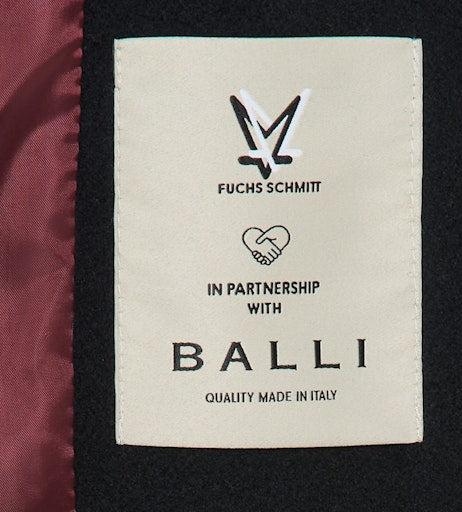 FUCHS SCHMITT
IN PARTNERSHIP
WITH
BALLI
QUALITY MADE IN ITALY